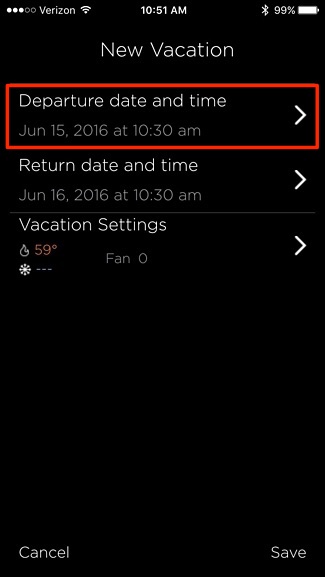 Verizon 10:51 AM 99%
New Vacation
Departure date and time
Jun 15, 2016 at 10:30 am
Return date and time
Jun 16, 2016 at 10:30 am
Vacation Settings
59°
Fan 0
---
Cancel Save